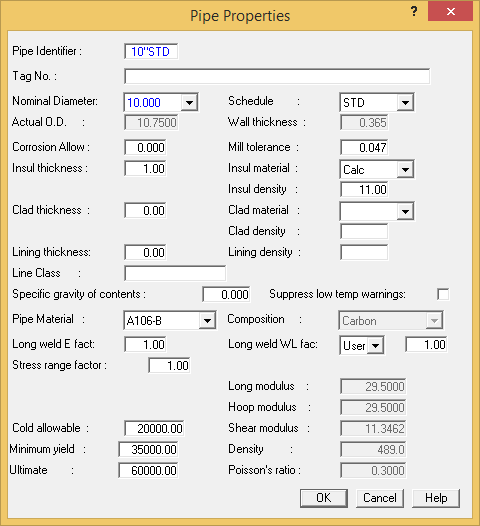 Pipe Properties ? ×
Pipe Identifier : 10"STD
Tag No. :
Nominal Diameter: 10.000 Schedule : STD
Actual O.D. : 10.7500 Wall thickness : 0.365
Corrosion Allow : 0.000 Mill tolerance : 0.047
Insul thickness : 1.00 Insul material : Calc
Insul density : 11.00
Clad thickness : 0.00 Clad material :
Clad density :
Lining thickness: 0.00 Lining density :
Line Class :
Specific gravity of contents : 0.000 Suppress low temp warnings:
Pipe Material : A106-B Composition : Carbon
Long weld E fact: 1.00 Long weld WL fac: User 1.00
Stress range factor : 1.00
Long modulus : 29.5000
Hoop modulus : 29.5000
Cold allowable : 20000.00 Shear modulus : 11.3462
Minimum yield : 35000.00 Density : 489.0
Ultimate : 60000.00 Poisson's ratio : 0.3000
OK Cancel Help